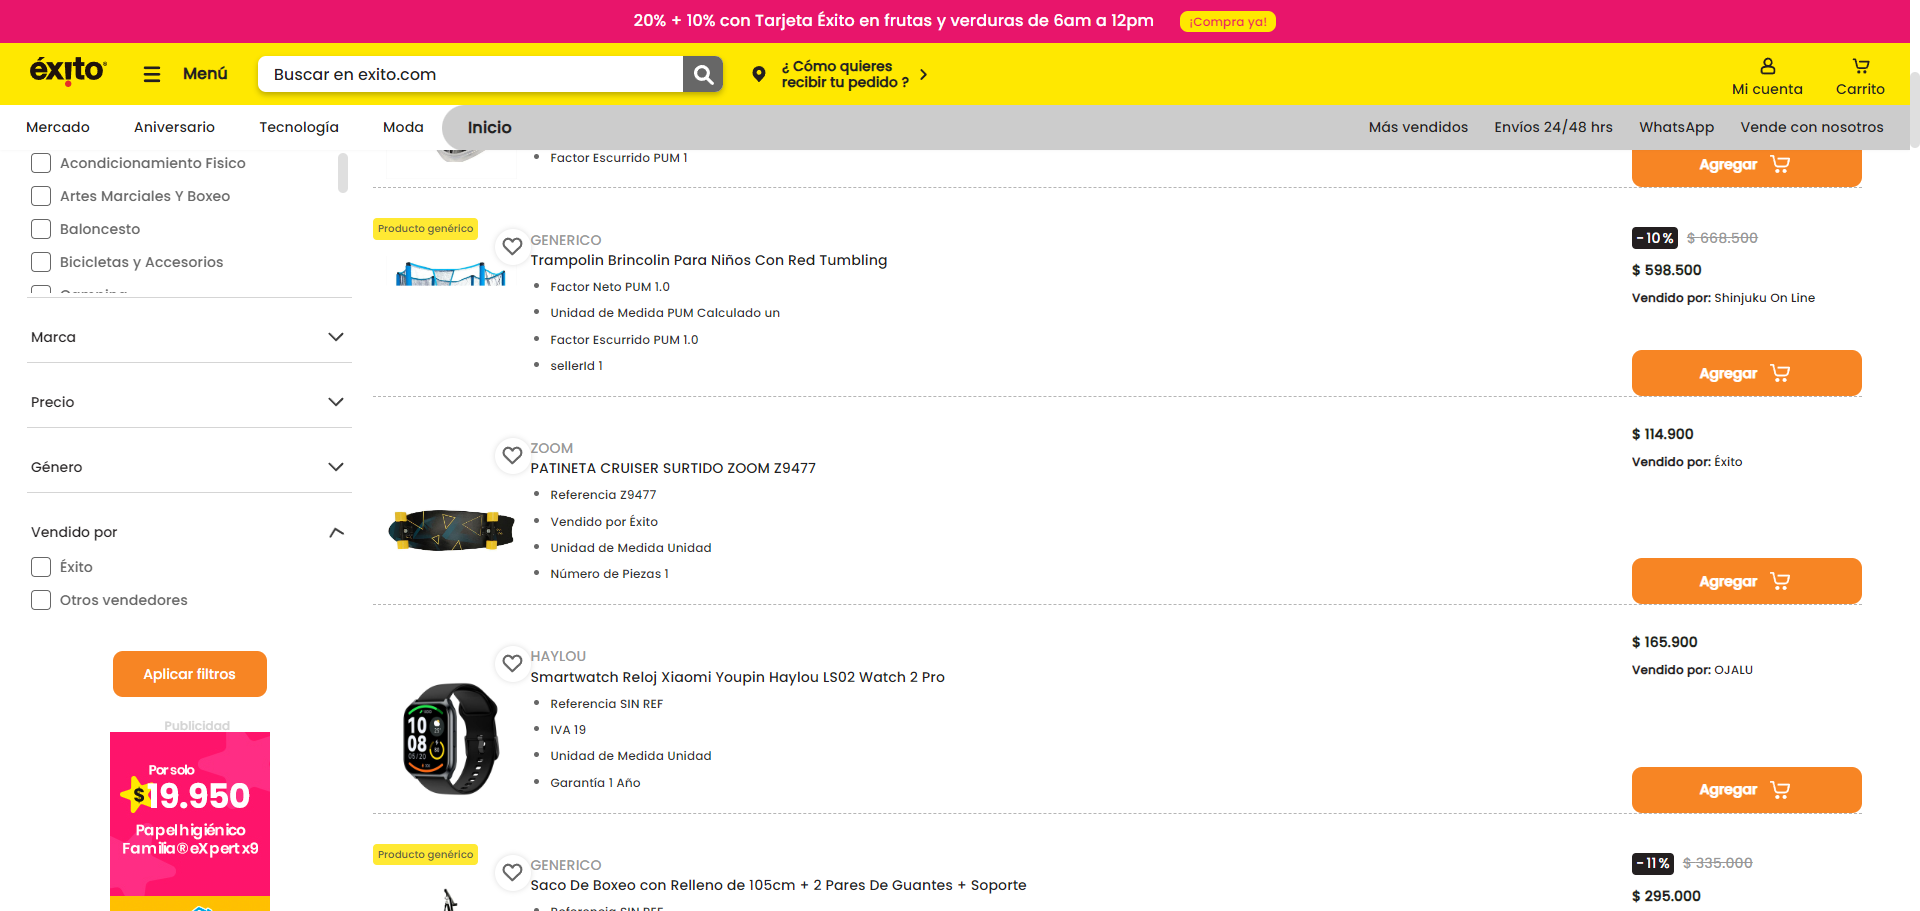 20% + 10% con Tarjeta Éxito en frutas y verduras de 6am a 12pm
¡Compra ya!
éxito
Menú
Buscar en exito.com
¿ Cómo quieres
recibir tu pedido ?
Mi cuenta
Carrito
Mercado
Aniversario
Tecnología
Moda
Inicio
Más vendidos
Envíos 24/48 hrs
WhatsApp
Vende con nosotros
Acondicionamiento Fisico
Artes Marciales Y Boxeo
Baloncesto
Bicicletas y Accesorios
Marca
Precio
Género
Vendido por
Éxito
Otros vendedores
Aplicar filtros
Publicidad
Por solo
$19.950
Papel higiénico
Familia® eXpert x9
Factor Escurrido PUM 1
Agregar
Producto genérico
GENERICO
Trampolin Brincolin Para Niños Con Red Tumbling
Factor Neto PUM 1.0
Unidad de Medida PUM Calculado un
Factor Escurrido PUM 1.0
sellerId 1
-10%
$ 668.500
$ 598.500
Vendido por: Shinjuku On Line
Agregar
ZOOM
PATINETA CRUISER SURTIDO ZOOM Z9477
Referencia Z9477
Vendido por Éxito
Unidad de Medida Unidad
Número de Piezas 1
$ 114.900
Vendido por: Éxito
Agregar
HAYLOU
Smartwatch Reloj Xiaomi Youpin Haylou LS02 Watch 2 Pro
Referencia SIN REF
IVA 19
Unidad de Medida Unidad
Garantía 1 Año
10
08
$ 165.900
Vendido por: OJALU
Agregar
Producto genérico
GENERICO
Saco De Boxeo con Relleno de 105cm + 2 Pares De Guantes + Soporte
Referencia SIN REF
-11%
$ 335.000
$ 295.000